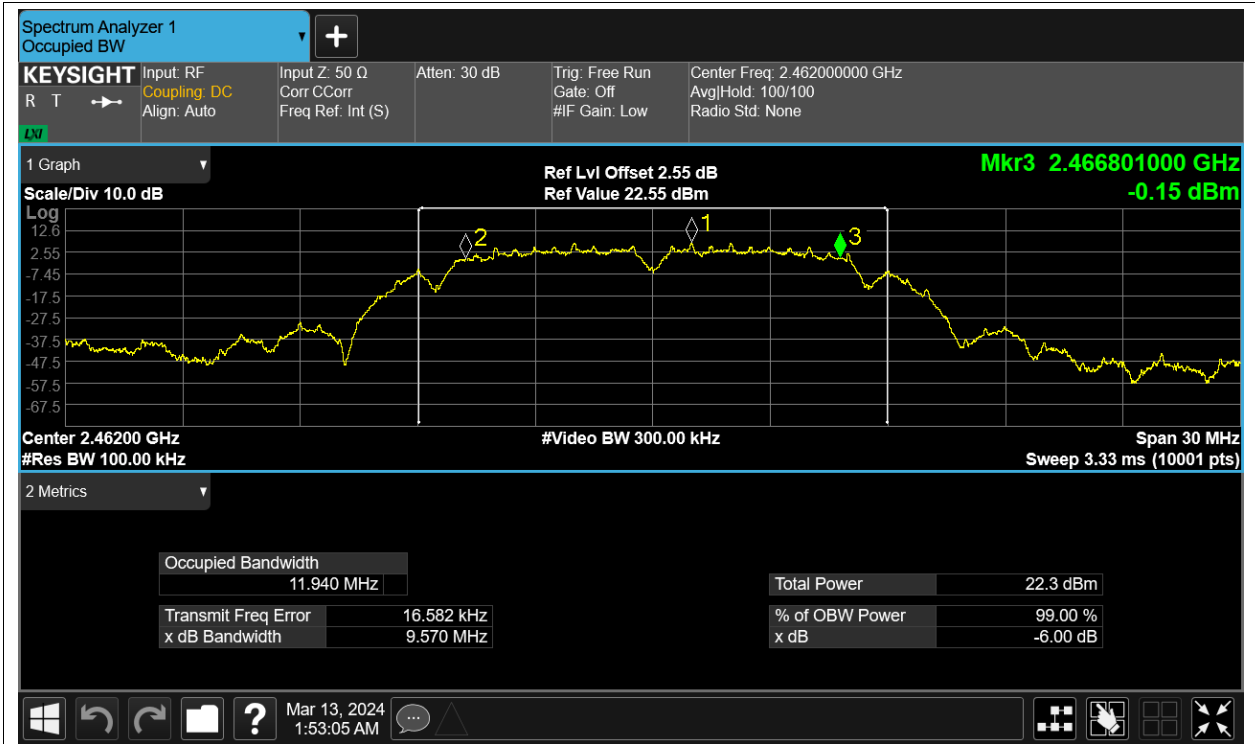 Spectrum Analyzer 1
Occupied BW
KEYSIGHT
R T
LXI
Input: RF
Coupling: DC
Align: Auto
Input Z: 50 Ω
Corr CCorr
Freq Ref: Int (S)
Atten: 30 dB
Trig: Free Run
Gate: Off
#IF Gain: Low
Center Freq: 2.462000000 GHz
Avg|Hold: 100/100
Radio Std: None
1 Graph
Scale/Div 10.0 dB
Ref Lvl Offset 2.55 dB
Ref Value 22.55 dBm
Mkr3 2.466801000 GHz
-0.15 dBm
Log
12.6
2.55
-7.45
-17.5
-27.5
-37.5
-47.5
-57.5
-67.5
2
1
3
Center 2.46200 GHz
#Res BW 100.00 kHz
#Video BW 300.00 kHz
Span 30 MHz
Sweep 3.33 ms (10001 pts)
2 Metrics
Occupied Bandwidth
11.940 MHz
Transmit Freq Error 16.582 kHz
x dB Bandwidth 9.570 MHz
Total Power 22.3 dBm
% of OBW Power 99.00 %
x dB -6.00 dB
?
Mar 13, 2024
1:53:05 AM